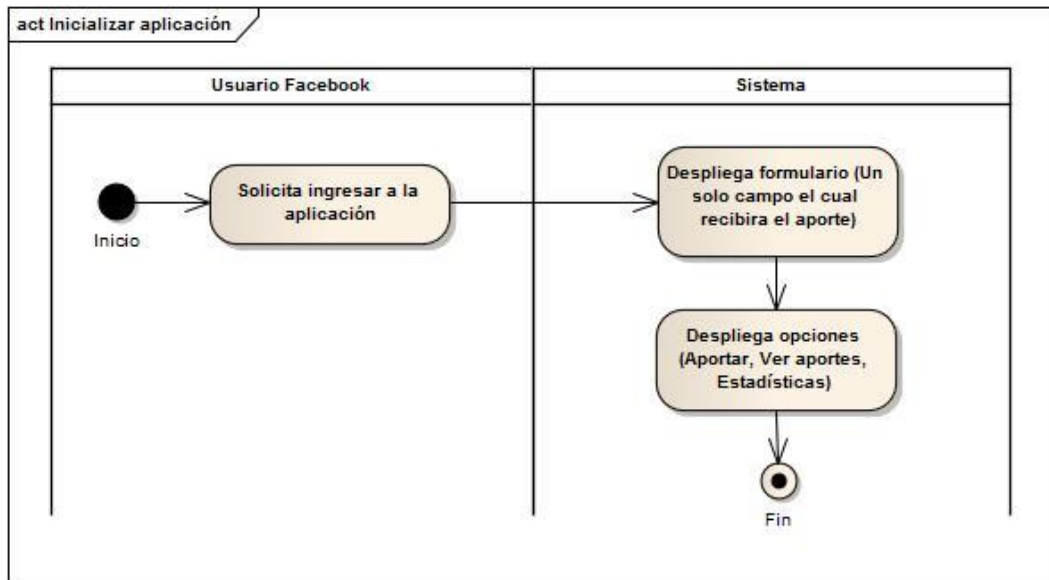 act Inicializar aplicación
Usuario Facebook
Sistema
Inicio
Solicita ingresar a la
aplicación
Despliega formulario (Un
solo campo el cual
recibira el aporte)
Despliega opciones
(Aportar, Ver aportes,
Estadísticas)
Fin